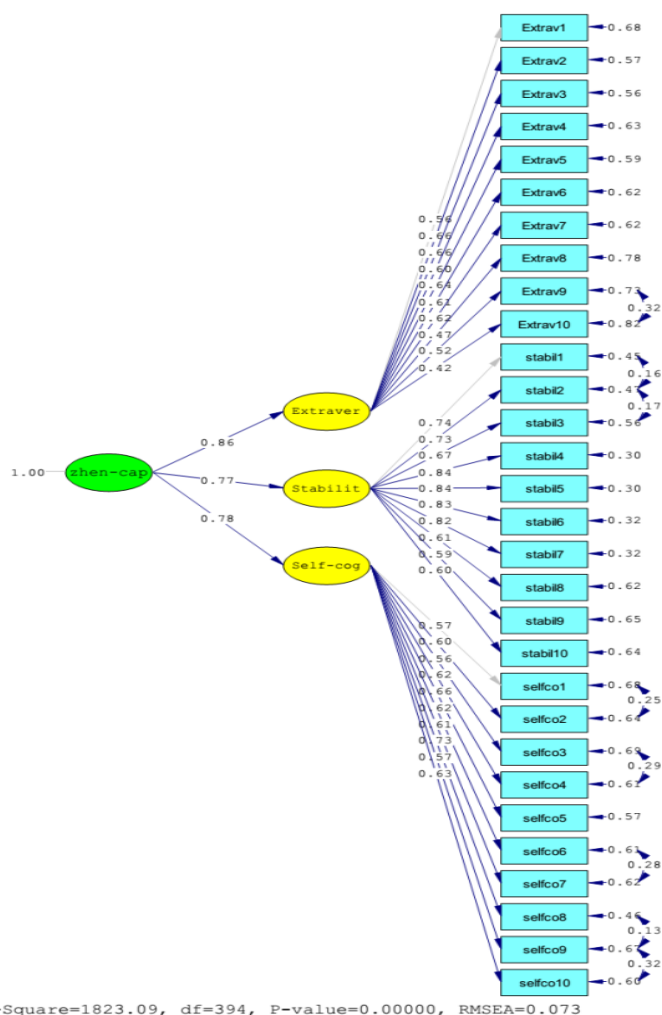 Extrav1 0.68
Extrav2 0.57
Extrav3 0.56
Extrav4 0.63
Extrav5 0.59
Extrav6 0.62
Extrav7 0.62
Extrav8 0.78
Extrav9 0.73
0.32
Extrav10 0.82
stabil1 0.45
0.16
stabil2 0.47
0.17
stabil3 0.56
stabil4 0.30
stabil5 0.30
stabil6 0.32
stabil7 0.32
stabil8 0.62
stabil9 0.65
stabil10 0.64
selfco1 0.68
0.25
selfco2 0.64
selfco3 0.69
0.29
selfco4 0.61
selfco5 0.57
selfco6 0.61
0.28
selfco7 0.62
selfco8 0.46
0.13
selfco9 0.67
0.32
selfco10 0.60
0.56
0.66
0.66
0.60
0.64
0.61
0.62
0.47
0.52
0.42
Extraver
0.74
0.73
0.67
0.84
0.84
0.83
0.82
0.61
0.59
0.60
Stabilit
0.57
0.60
0.56
0.62
0.66
0.62
0.61
0.73
0.57
0.63
Self-cog
0.86
0.77
0.78
1.00 zhen-cap
-Square=1823.09, df=394, P-value=0.00000, RMSEA=0.073